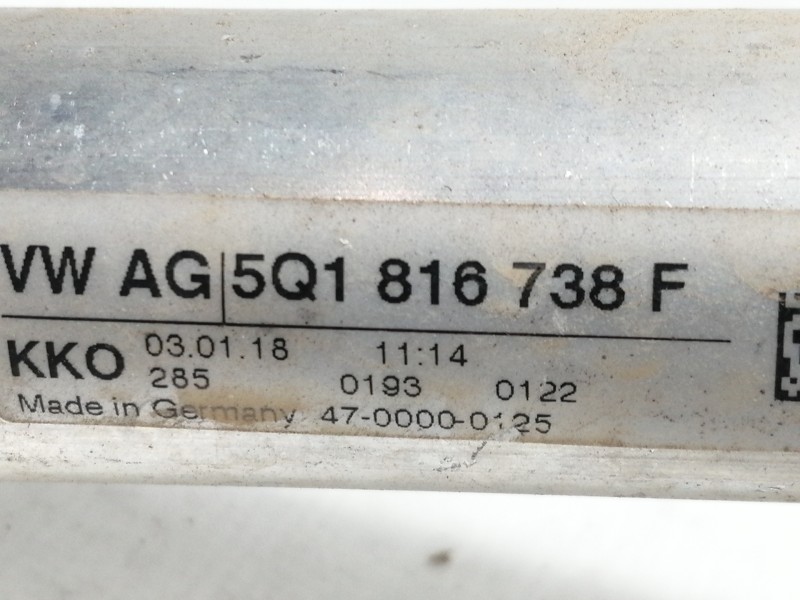 VW AG|5Q1 816 738 F
KKO 03.01.18 11:14
285 0193 0122
Made in Germany 47-0000-0125